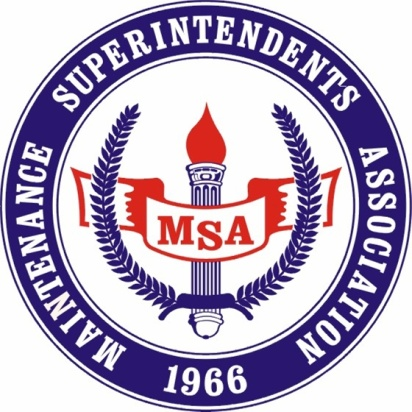 MAINTENANCE SUPERINTENDENTS ASSOCIATION
MSA
1966